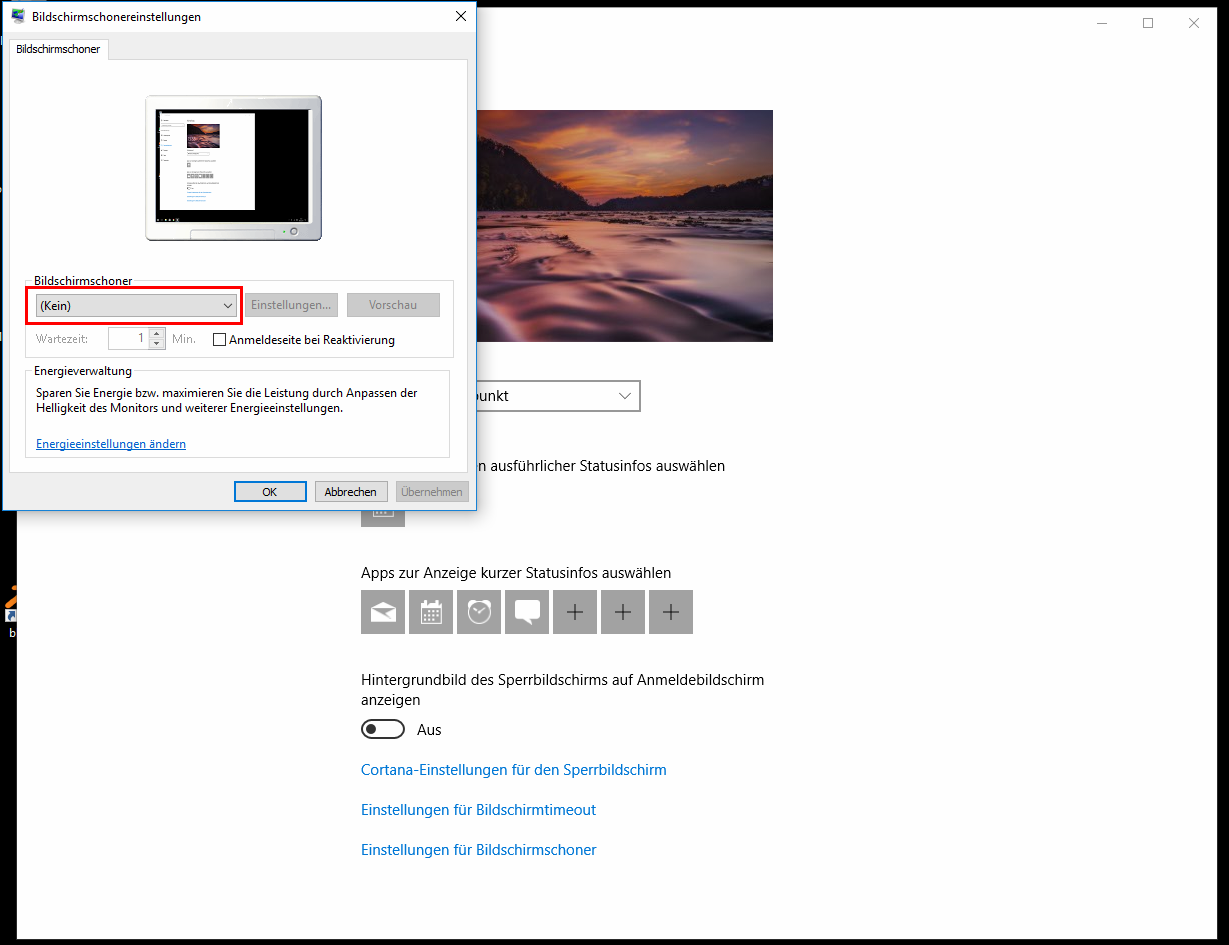 Bildschirmschonereinstellungen
Bildschirmschoner
Bildschirmschoner
(Kein)
Einstellungen...
Vorschau
Wartezeit:
1
Min.
Anmeldeseite bei Reaktivierung
Energieverwaltung
Sparen Sie Energie bzw. maximieren Sie die Leistung durch Anpassen der
Helligkeit des Monitors und weiterer Energieeinstellungen.
Energieeinstellungen ändern
OK
Abbrechen
Übernehmen
punkt
n ausführlicher Statusinfos auswählen
Apps zur Anzeige kurzer Statusinfos auswählen
Hintergrundbild des Sperrbildschirms auf Anmeldebildschirm
anzeigen
Aus
Cortana-Einstellungen für den Sperrbildschirm
Einstellungen für Bildschirmtimeout
Einstellungen für Bildschirmschoner
b